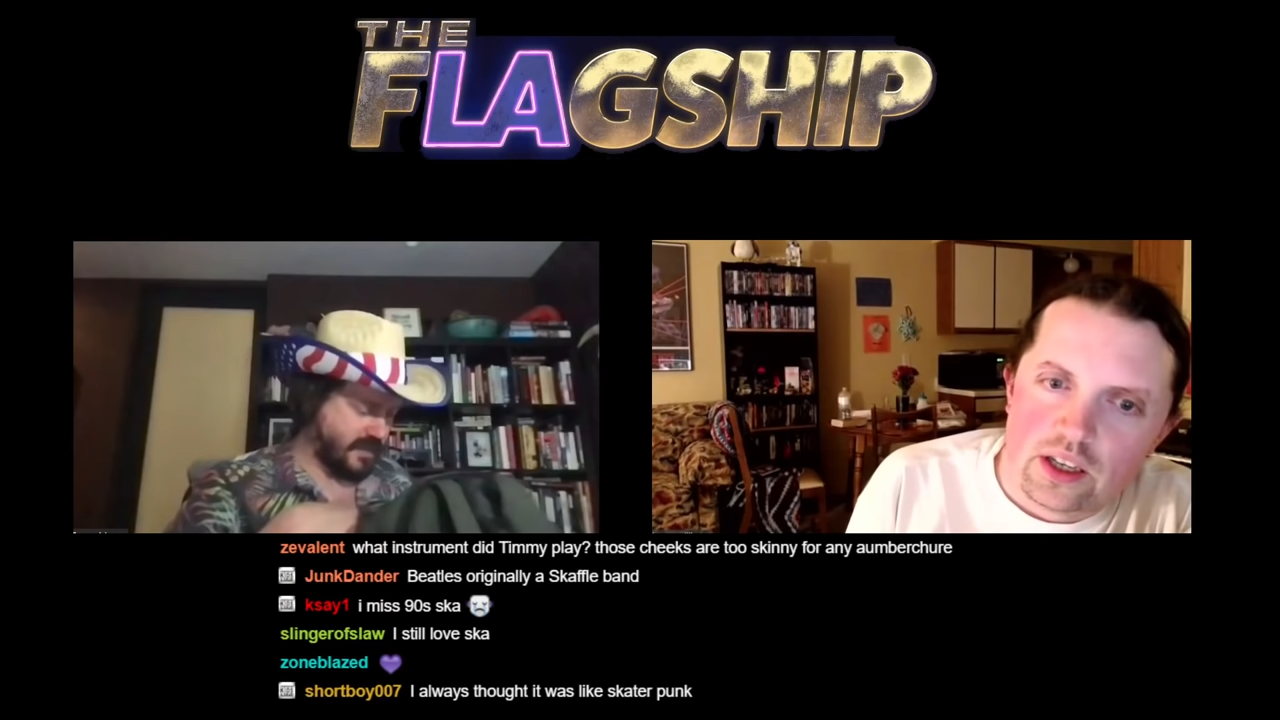 THE
FLAGSHIP
zevalent what instrument did Timmy play? those cheeks are too skinny for any aumberchure
JunkDander Beatles originally a Skaffle band
ksay1 i miss 90s ska
slingerofslaw I still love ska
zoneblazed
shortboy007 I always thought it was like skater punk